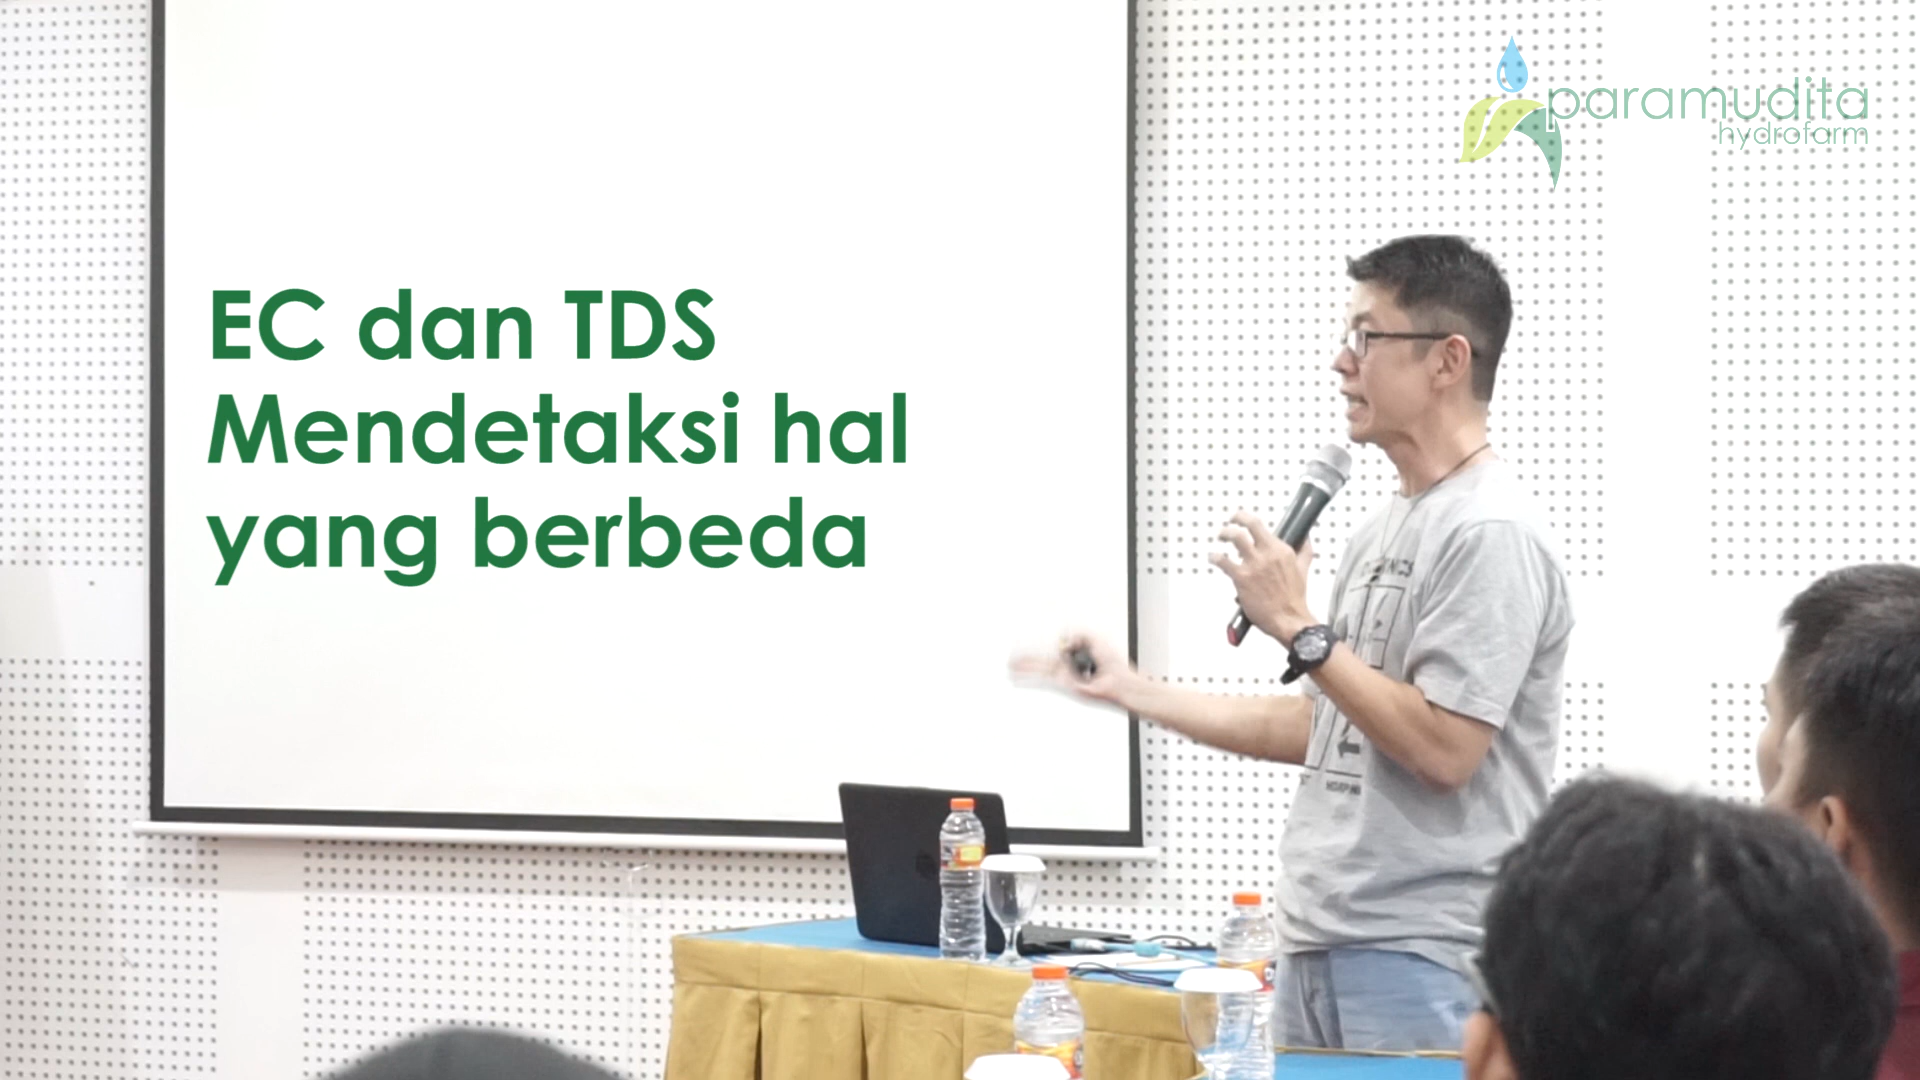 paramudita
hydrofarm
EC dan TDS
Mendetaksi hal
yang berbeda